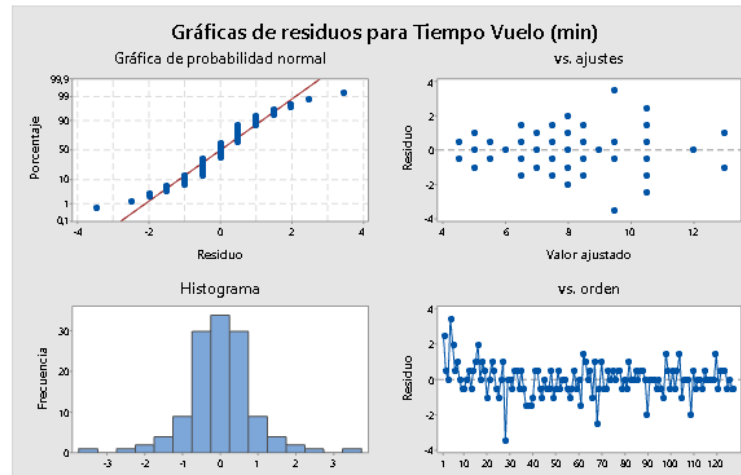 Gráficas de residuos para Tiempo Vuelo (min)
Gráfica de probabilidad normal
99,9
99
90
50
10
1
0,1
Porcentaje
-4 -2 0 2 4
Residuo
vs. ajustes
4
2
0
-2
-4
Residuo
4 6 8 10 12
Valor ajustado
Histograma
30
20
10
0
Frecuencia
-3 -2 -1 0 1 2 3
vs. orden
4
2
0
-2
-4
Residuo
1 10 20 30 40 50 60 70 80 90 100 110 120